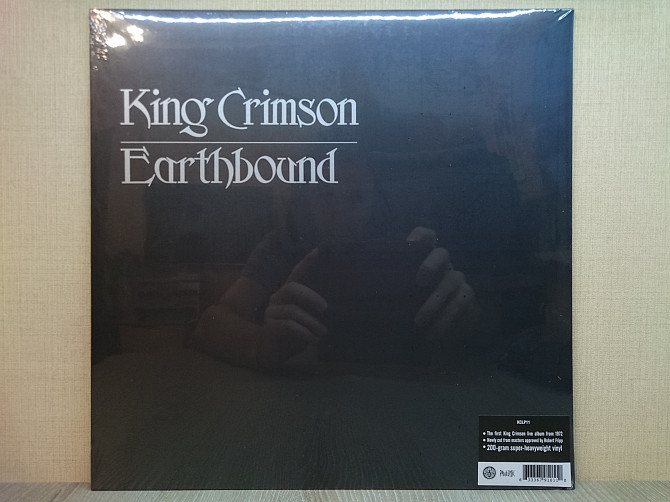 King Crimson
Earthbound
KCLP11
The first King Crimson live album from 1972
Newly cut from masters approved by Robert Fripp
200-gram super-heavyweight vinyl